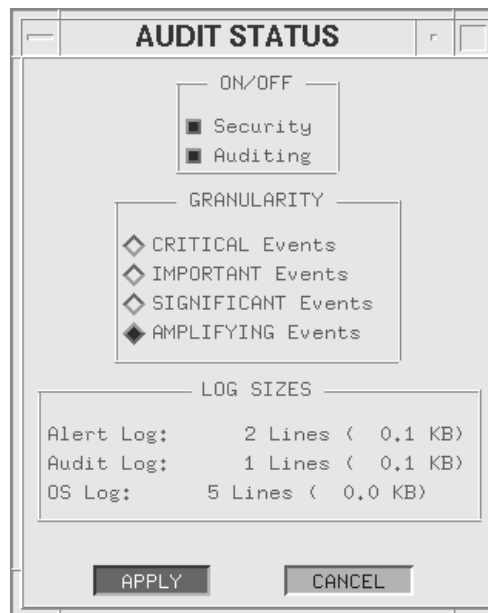 AUDIT STATUS
ON/OFF
Security
Auditing
GRANULARITY
CRITICAL Events
IMPORTANT Events
SIGNIFICANT Events
AMPLIFYING Events
LOG SIZES
Alert Log: 2 Lines ( 0.1 KB)
Audit Log: 1 Lines ( 0.1 KB)
OS Log: 5 Lines ( 0.0 KB)
APPLY CANCEL